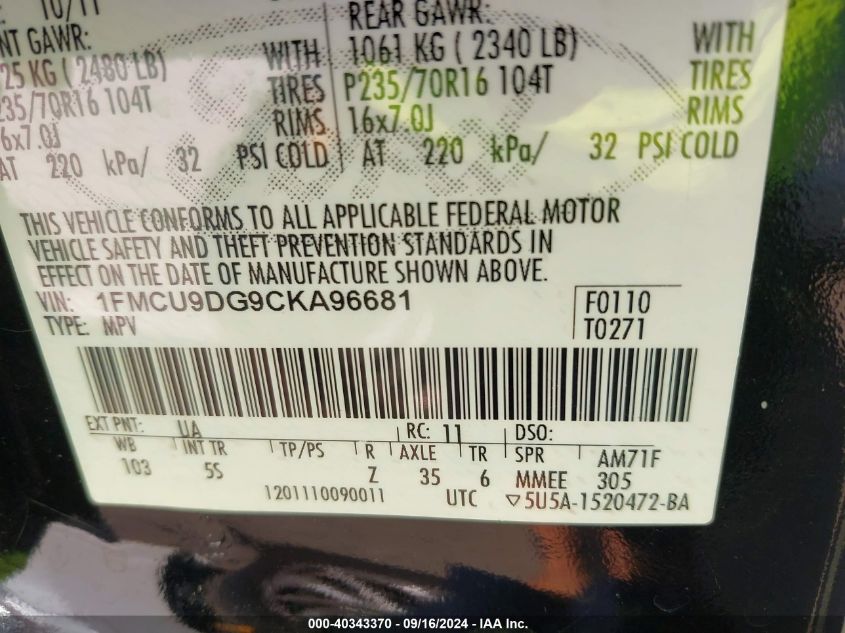 10/11
REAR GAWR:
NT GAWR:
25 KG ( 2480 LB) WITH 1061 KG ( 2340 LB) WITH
35/70R16 104T TIRES P235/70R16 104T TIRES
6x7.0J RIMS 16x7.0J RIMS
AT 220 kPa/ 32 PSI COLD AT 220 kPa/ 32 PSI COLD
THIS VEHICLE CONFORMS TO ALL APPLICABLE FEDERAL MOTOR
VEHICLE SAFETY AND THEFT PREVENTION STANDARDS IN
EFFECT ON THE DATE OF MANUFACTURE SHOWN ABOVE.
VIN: 1FMCU9DG9CKA96681 F0110
TYPE: MPV T0271
EXT PNT: UA RC: 11 DSO:
WB INT TR TP/PS R AXLE TR SPR AM71F
103 5S Z 35 6 MMEE 305
1201110090011 UTC ▽5U5A-1520472-BA
000-40343370 - 09/16/2024 - IAA Inc.